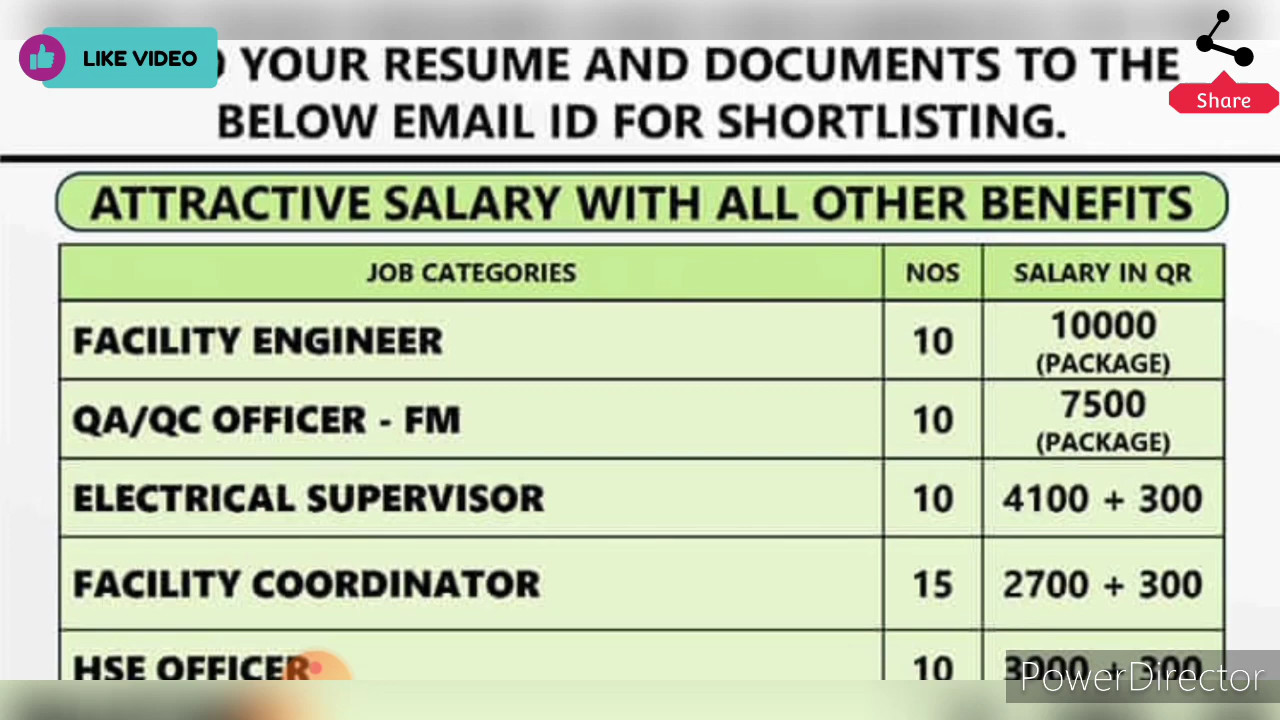 LIKE VIDEO
YOUR RESUME AND DOCUMENTS TO THE
BELOW EMAIL ID FOR SHORTLISTING.
Share
ATTRACTIVE SALARY WITH ALL OTHER BENEFITS
JOB CATEGORIES NOS SALARY IN QR
FACILITY ENGINEER 10 10000
(PACKAGE)
QA/QC OFFICER - FM 10 7500
(PACKAGE)
ELECTRICAL SUPERVISOR 10 4100 + 300
FACILITY COORDINATOR 15 2700 + 300
HSE OFFICER 10 3000 + 300
PowerDirector